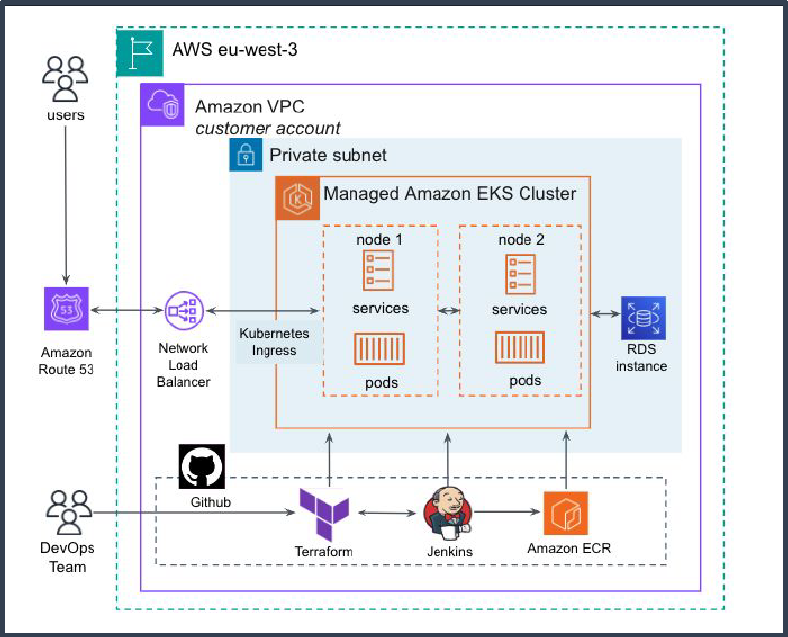 AWS eu-west-3
users
Amazon VPC
customer account
Private subnet
Managed Amazon EKS Cluster
node 1
services
pods
node 2
services
pods
53
Amazon
Route 53
Network
Load
Balancer
Kubernetes
Ingress
RDS
instance
Github
DevOps
Team
Terraform
Jenkins
Amazon ECR
K